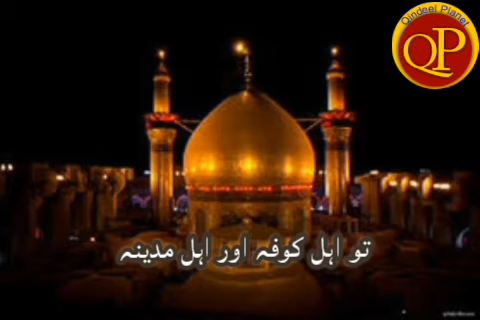 Qindeel Planet
QP
تو اہل کوفہ اور اہل مدینہ